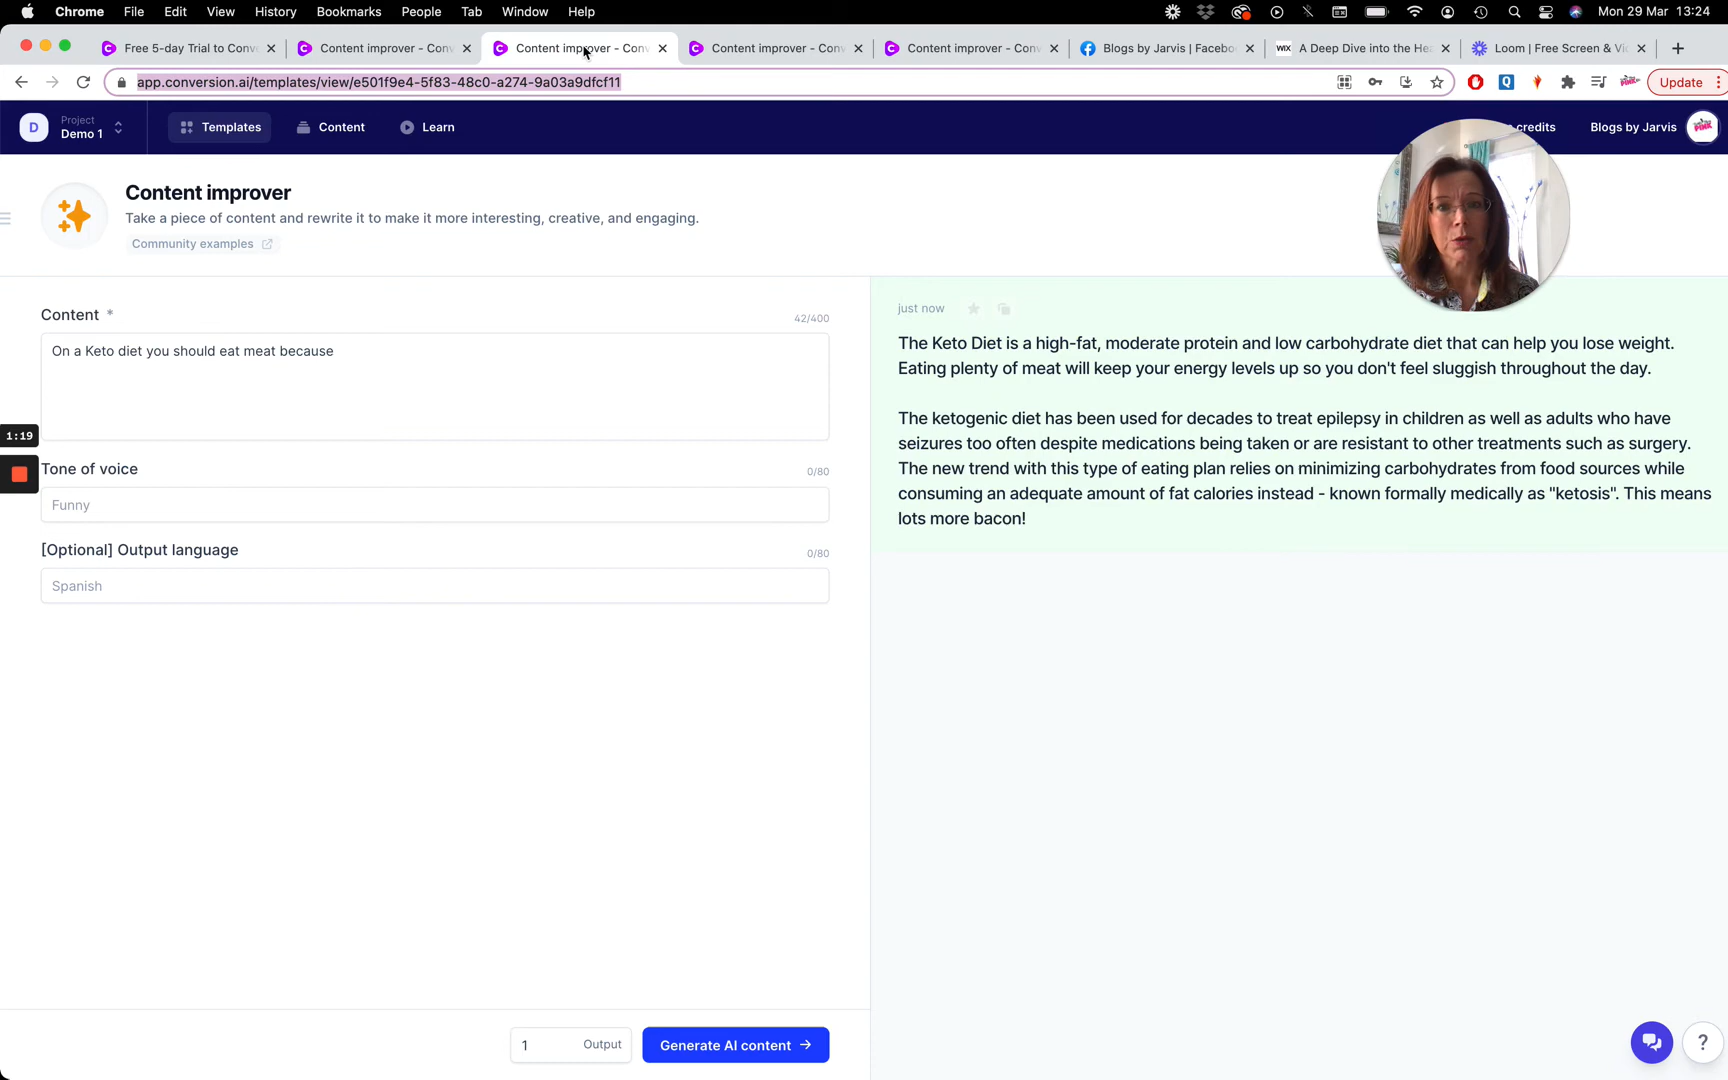 Chrome File Edit View History Bookmarks People Tab Window Help Mon 29 Mar 13:24
Free 5-day Trial to Conv
Content improver - Conv
Content improver - Conv
Content improver - Conv
Content improver - Conv
Blogs by Jarvis | Facebo
WiX A Deep Dive into the Hea
Loom | Free Screen & Vi
app.conversion.ai/templates/view/e501f9e4-5f83-48c0-a274-9a03a9dfcf11
Update
D
Project
Demo 1
Templates
Content
Learn
credits
Blogs by Jarvis
PINK
Content improver
Take a piece of content and rewrite it to make it more interesting, creative, and engaging.
Community examples
Content *
42/400
On a Keto diet you should eat meat because
1:19
Tone of voice
0/80
Funny
[Optional] Output language
0/80
Spanish
1 Output
Generate AI content →
just now
The Keto Diet is a high-fat, moderate protein and low carbohydrate diet that can help you lose weight.
Eating plenty of meat will keep your energy levels up so you don't feel sluggish throughout the day.
The ketogenic diet has been used for decades to treat epilepsy in children as well as adults who have
seizures too often despite medications being taken or are resistant to other treatments such as surgery.
The new trend with this type of eating plan relies on minimizing carbohydrates from food sources while
consuming an adequate amount of fat calories instead - known formally medically as "ketosis". This means
lots more bacon!
?